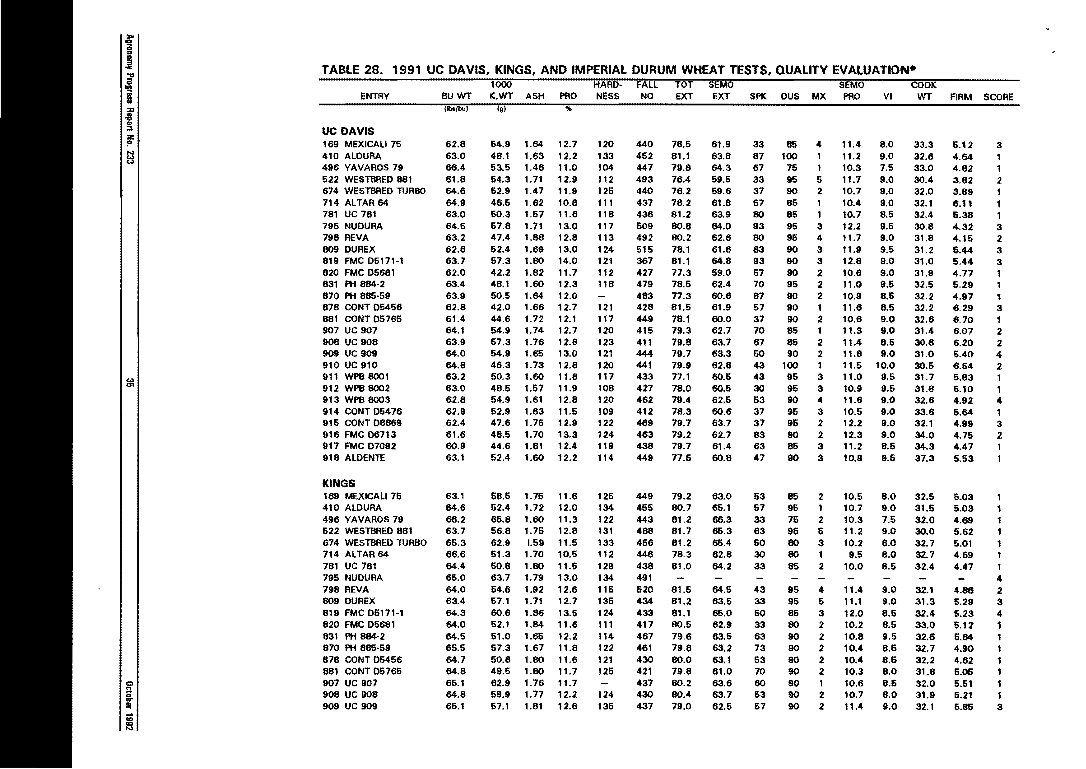 Agronomy Progress Report No. 233
35
October 1992
TABLE 28. 1991 UC DAVIS, KINGS, AND IMPERIAL DURUM WHEAT TESTS, QUALITY EVALUATION*
1000 HARD- FALL TOT SEMO SEMO COOK
ENTRY BU WT K.WT ASH PRO NESS NO EXT EXT SPK OUS MX PRO VI WT FIRM SCORE
(lbs/bu) (g) %
UC DAVIS
169 MEXICALI 75 62.8 54.9 1.64 12.7 120 440 76.5 61.9 33 85 4 11.4 8.0 33.3 5.12 3
410 ALDURA 63.0 48.1 1.63 12.2 133 452 81.1 63.8 87 100 1 11.2 9.0 32.6 4.64 1
496 YAVAROS 79 66.4 53.5 1.46 11.0 104 447 79.8 64.3 67 75 1 10.3 7.5 33.0 4.82 1
522 WESTBRED 881 61.8 54.3 1.71 12.9 112 493 76.4 59.5 33 95 5 11.7 9.0 30.4 3.62 2
674 WESTBRED TURBO 64.6 52.9 1.47 11.9 125 440 76.2 59.6 37 90 2 10.7 9.0 32.0 3.89 1
714 ALTAR 84 64.9 46.5 1.62 10.8 111 437 78.2 61.8 57 85 1 10.4 9.0 32.1 6.11 1
781 UC 781 63.0 50.3 1.57 11.6 118 436 81.2 63.9 80 85 1 10.7 8.5 32.4 5.38 1
795 NUDURA 64.5 57.8 1.71 13.0 117 509 80.8 64.0 93 95 3 12.2 9.5 30.8 4.32 3
798 REVA 63.2 47.4 1.88 12.8 113 492 80.2 62.6 80 95 4 11.7 9.0 31.8 4.15 2
809 DUREX 62.8 52.4 1.69 13.0 124 515 78.1 61.6 63 90 3 11.9 9.5 31.2 5.44 3
819 FMC D5171-1 63.7 57.3 1.80 14.0 121 367 81.1 64.8 93 90 3 12.8 9.0 31.0 5.44 3
820 FMC D5681 62.0 42.2 1.82 11.7 112 427 77.3 59.0 57 90 2 10.6 9.0 31.9 4.77 1
831 PH 884-2 63.4 48.1 1.60 12.3 118 479 78.5 62.4 70 95 2 11.0 9.5 32.5 5.29 1
870 PH 885-59 63.9 50.5 1.64 12.0 – 483 77.3 60.6 87 90 2 10.9 8.5 32.2 4.97 1
878 CONT D5456 62.8 42.0 1.66 12.7 121 428 81.5 61.9 57 90 1 11.6 8.5 32.2 6.29 3
881 CONT D5765 61.4 44.6 1.72 12.1 117 449 78.1 60.0 37 90 2 10.6 9.0 32.6 6.70 1
907 UC 907 64.1 54.9 1.74 12.7 120 415 79.3 62.7 70 85 1 11.3 9.0 31.4 6.07 2
908 UC 908 63.9 57.3 1.76 12.8 123 411 79.8 63.7 67 85 2 11.4 8.5 30.8 6.20 2
909 UC 909 64.0 54.9 1.65 13.0 121 444 79.7 63.3 50 90 2 11.8 9.0 31.0 5.40 4
910 UC 910 64.8 46.3 1.73 12.8 120 441 79.9 62.8 43 100 1 11.5 10.0 30.5 6.54 2
911 WPB 8001 63.2 50.3 1.60 11.8 117 433 77.1 60.5 43 95 3 11.0 9.5 31.7 5.83 1
912 WPB 8002 63.0 48.5 1.57 11.9 108 427 78.0 60.5 30 95 3 10.9 9.5 31.8 5.10 1
913 WPB 8003 62.8 54.9 1.61 12.8 120 462 79.4 62.5 53 90 4 11.6 9.0 32.6 4.92 4
914 CONT D5476 62.9 52.9 1.63 11.5 109 412 78.3 60.6 37 95 3 10.5 9.0 33.6 5.64 1
915 CONT D6869 62.4 47.6 1.75 12.9 122 469 79.7 63.7 37 95 2 12.2 9.0 32.1 4.99 3
916 FMC D6713 61.6 48.5 1.70 13.3 124 463 79.2 62.7 83 90 2 12.3 9.0 34.0 4.75 2
917 FMC D7092 60.9 44.6 1.81 12.4 119 438 79.7 61.4 63 85 3 11.2 8.5 34.3 4.47 1
918 ALDENTE 63.1 52.4 1.60 12.2 114 449 77.5 60.8 47 90 3 10.9 9.5 37.3 5.53 1
KINGS
169 MEXICALI 75 63.1 58.5 1.75 11.6 125 449 79.2 63.0 53 85 2 10.5 8.0 32.5 5.03 1
410 ALDURA 64.6 52.4 1.72 12.0 134 455 80.7 65.1 57 95 1 10.7 9.0 31.5 5.03 1
496 YAVAROS 79 66.2 65.8 1.60 11.3 122 443 81.2 66.3 33 75 2 10.3 7.5 32.0 4.69 1
522 WESTBRED 881 63.7 56.8 1.75 12.8 131 488 81.7 65.3 63 95 5 11.2 9.0 30.0 5.62 1
674 WESTBRED TURBO 65.3 62.9 1.59 11.5 133 456 81.2 65.4 50 80 3 10.2 8.0 32.7 5.01 1
714 ALTAR 84 66.6 51.3 1.70 10.5 112 446 78.3 62.8 30 80 1 9.5 8.0 32.7 4.59 1
781 UC 781 64.4 50.8 1.80 11.5 128 438 81.0 64.2 33 85 2 10.0 8.5 32.4 4.47 1
795 NUDURA 65.0 63.7 1.79 13.0 134 491 – – – – – – – – – 4
798 REVA 64.0 54.6 1.92 12.6 115 520 81.5 64.5 43 95 4 11.4 9.0 32.1 4.86 2
809 DUREX 63.4 57.1 1.71 12.7 135 434 81.2 63.5 33 95 5 11.1 9.0 31.3 5.29 3
819 FMC D5171-1 64.3 60.6 1.86 13.5 124 433 81.1 65.0 50 85 3 12.0 8.5 32.4 5.23 4
820 FMC D5681 64.0 52.1 1.84 11.6 111 417 80.5 62.9 33 80 2 10.2 8.5 33.0 5.17 1
831 PH 884-2 64.5 51.0 1.65 12.2 114 467 79.6 63.5 63 90 2 10.8 9.5 32.6 5.84 1
870 PH 885-59 65.5 57.3 1.67 11.8 122 461 79.8 63.2 73 90 2 10.4 8.5 32.7 4.90 1
878 CONT D5456 64.7 50.8 1.80 11.6 121 430 80.0 63.1 53 90 2 10.4 8.5 32.2 4.62 1
881 CONT D5765 64.8 49.5 1.80 11.7 125 421 79.8 61.0 70 90 2 10.3 8.0 31.8 5.05 1
907 UC 907 65.1 62.9 1.76 11.7 – 437 80.2 63.6 60 80 1 10.6 8.5 32.0 5.51 1
908 UC 908 64.8 59.9 1.77 12.2 124 430 80.4 63.7 53 90 2 10.7 8.0 31.9 5.21 1
909 UC 909 65.1 57.1 1.81 12.6 135 437 79.0 62.5 57 90 2 11.4 9.0 32.1 5.85 3